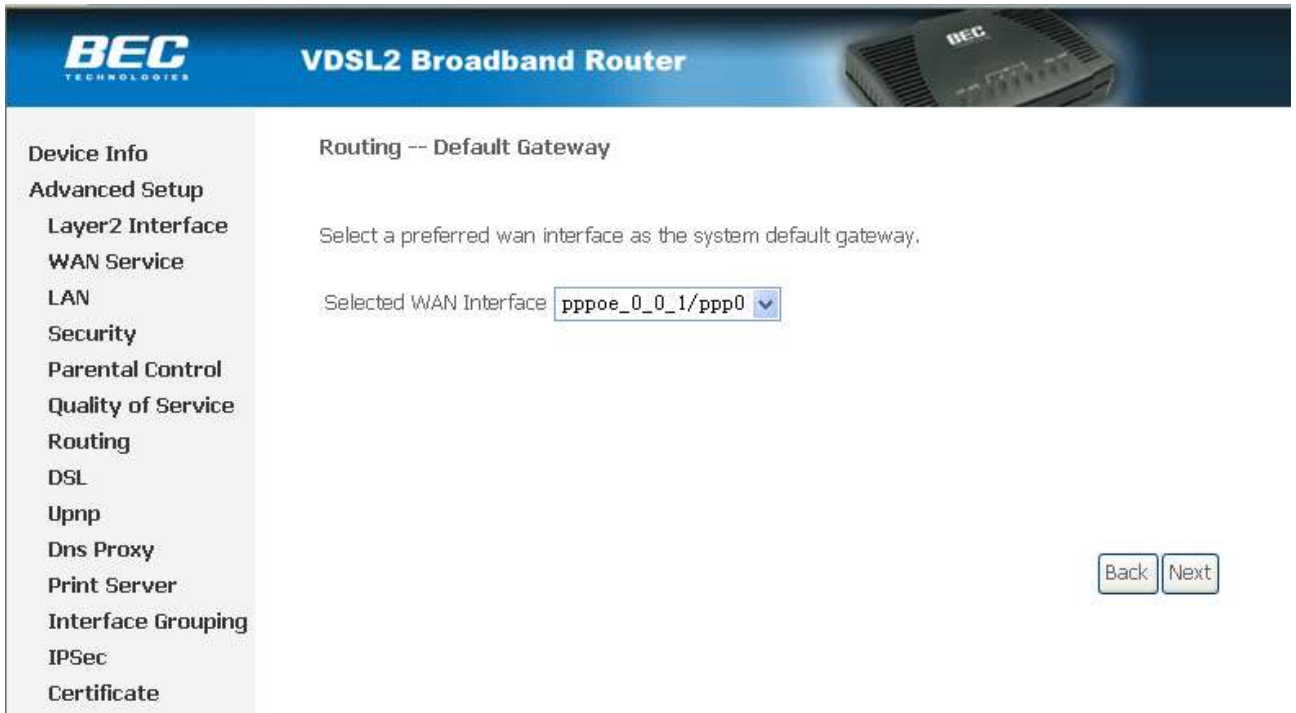 BEC
TECHNOLOGIES
VDSL2 Broadband Router
BEC
Device Info
Advanced Setup
Layer2 Interface
WAN Service
LAN
Security
Parental Control
Quality of Service
Routing
DSL
Upnp
Dns Proxy
Print Server
Interface Grouping
IPSec
Certificate
Routing -- Default Gateway
Select a preferred wan interface as the system default gateway.
Selected WAN Interface pppoe_0_0_1/ppp0
Back Next